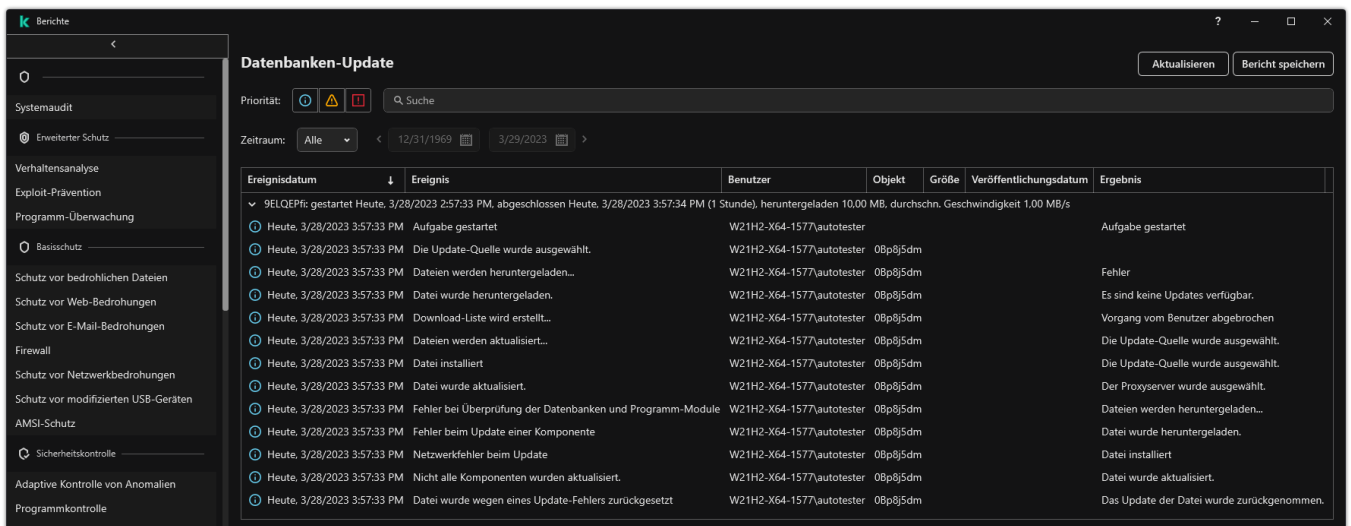 Berichte
?
Systemaudit
Erweiterter Schutz
Verhaltensanalyse
Exploit-Prävention
Programm-Überwachung
Basisschutz
Schutz vor bedrohlichen Dateien
Schutz vor Web-Bedrohungen
Schutz vor E-Mail-Bedrohungen
Firewall
Schutz vor Netzwerkbedrohungen
Schutz vor modifizierten USB-Geräten
AMSI-Schutz
Sicherheitskontrolle
Adaptive Kontrolle von Anomalien
Programmkontrolle
Datenbanken-Update
Aktualisieren
Bericht speichern
Priorität:
Suche
Zeitraum: Alle 12/31/1969 3/29/2023
Ereignisdatum Ereignis Benutzer Objekt Größe Veröffentlichungsdatum Ergebnis
9ELQEPfi: gestartet Heute, 3/28/2023 2:57:33 PM, abgeschlossen Heute, 3/28/2023 3:57:34 PM (1 Stunde), heruntergeladen 10,00 MB, durchschn. Geschwindigkeit 1,00 MB/s
Heute, 3/28/2023 3:57:33 PM Aufgabe gestartet W21H2-X64-1577\autotester Aufgabe gestartet
Heute, 3/28/2023 3:57:33 PM Die Update-Quelle wurde ausgewählt. W21H2-X64-1577\autotester 0Bp8j5dm
Heute, 3/28/2023 3:57:33 PM Dateien werden heruntergeladen... W21H2-X64-1577\autotester 0Bp8j5dm Fehler
Heute, 3/28/2023 3:57:33 PM Datei wurde heruntergeladen. W21H2-X64-1577\autotester 0Bp8j5dm Es sind keine Updates verfügbar.
Heute, 3/28/2023 3:57:33 PM Download-Liste wird erstellt... W21H2-X64-1577\autotester 0Bp8j5dm Vorgang vom Benutzer abgebrochen
Heute, 3/28/2023 3:57:33 PM Dateien werden aktualisiert... W21H2-X64-1577\autotester 0Bp8j5dm Die Update-Quelle wurde ausgewählt.
Heute, 3/28/2023 3:57:33 PM Datei installiert W21H2-X64-1577\autotester 0Bp8j5dm Die Update-Quelle wurde ausgewählt.
Heute, 3/28/2023 3:57:33 PM Datei wurde aktualisiert. W21H2-X64-1577\autotester 0Bp8j5dm Der Proxyserver wurde ausgewählt.
Heute, 3/28/2023 3:57:33 PM Fehler bei Überprüfung der Datenbanken und Programm-Module W21H2-X64-1577\autotester 0Bp8j5dm Dateien werden heruntergeladen...
Heute, 3/28/2023 3:57:33 PM Fehler beim Update einer Komponente W21H2-X64-1577\autotester 0Bp8j5dm Datei wurde heruntergeladen.
Heute, 3/28/2023 3:57:33 PM Netzwerkfehler beim Update W21H2-X64-1577\autotester 0Bp8j5dm Datei installiert
Heute, 3/28/2023 3:57:33 PM Nicht alle Komponenten wurden aktualisiert. W21H2-X64-1577\autotester 0Bp8j5dm Datei wurde aktualisiert.
Heute, 3/28/2023 3:57:33 PM Datei wurde wegen eines Update-Fehlers zurückgesetzt W21H2-X64-1577\autotester 0Bp8j5dm Das Update der Datei wurde zurückgenommen.